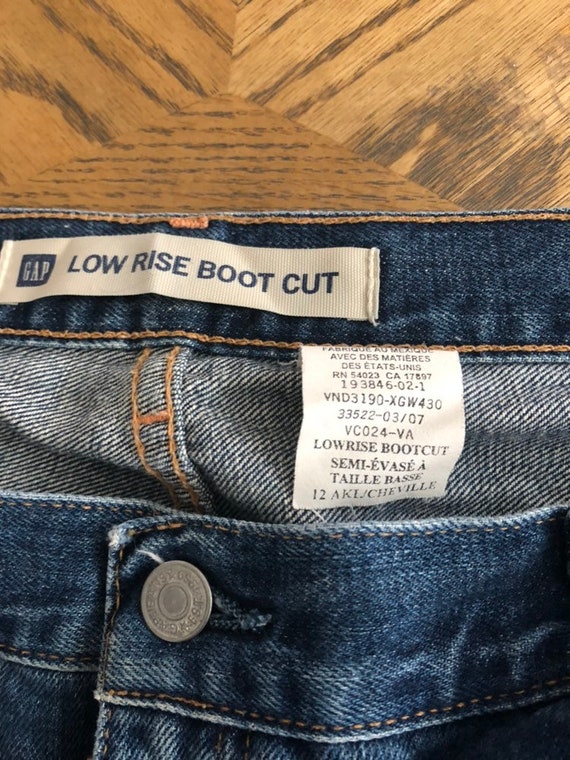 GAP LOW RISE BOOT CUT
FABRIQUÉ AU MEXIQUE
AVEC DES MATIÈRES
DES ÉTATS-UNIS
RN 54023 CA 17897
193846-02-1
VND3190-XGW430
33522-03/07
VC024-VA
LOWRISE BOOTCUT
SEMI-ÉVASÉ À
TAILLE BASSE
12 AKL/CHEVILLE